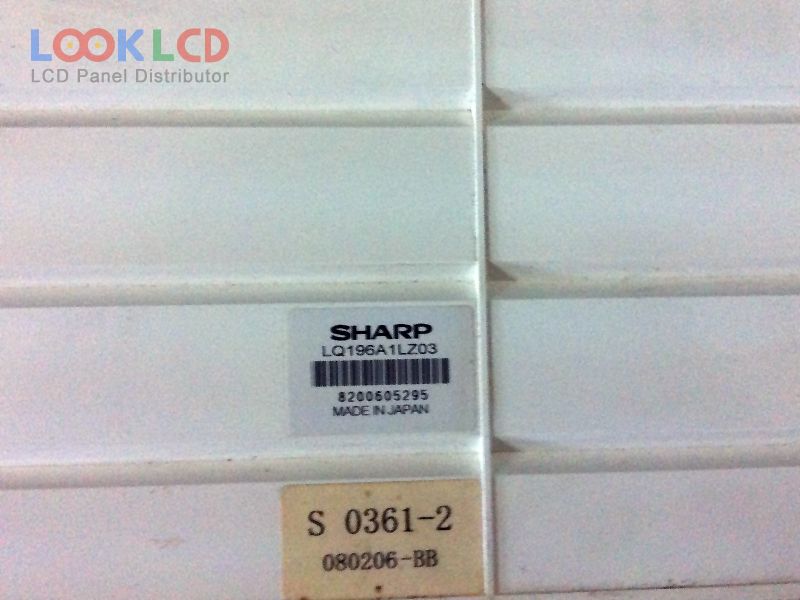 LOOK LCD
LCD Panel Distributor
SHARP
LQ196A1LZ03
8200605295
MADE IN JAPAN
S 0361-2
080206-BB